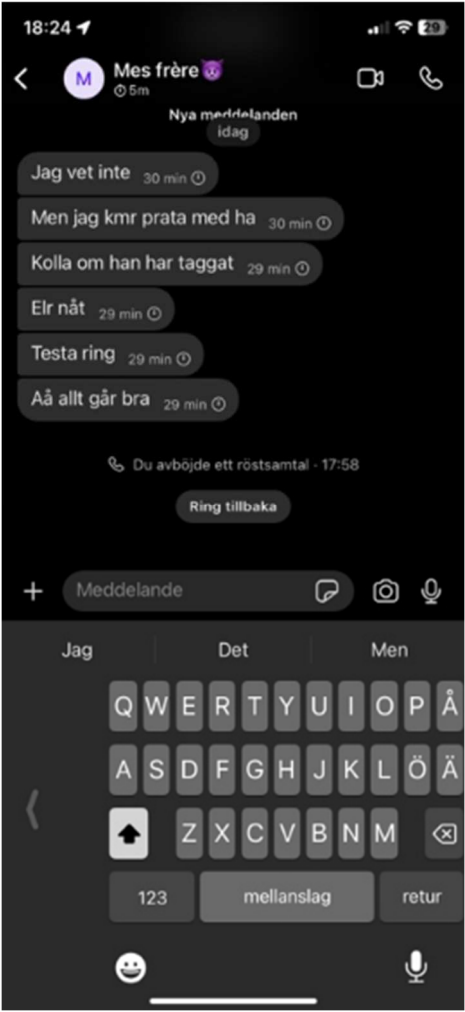 18:24
29
M
Mes frère😈
5m
Nya meddelanden
idag
Jag vet inte 30 min
Men jag kmr prata med ha 30 min
Kolla om han har taggat 29 min
Elr nåt 29 min
Testa ring 29 min
Aå allt går bra 29 min
Du avböjde ett röstsamtal - 17:58
Ring tillbaka
Meddelande
Jag Det Men
Q W E R T Y U I O P Å
A S D F G H J K L Ö Ä
Z X C V B N M
123 mellanslag retur